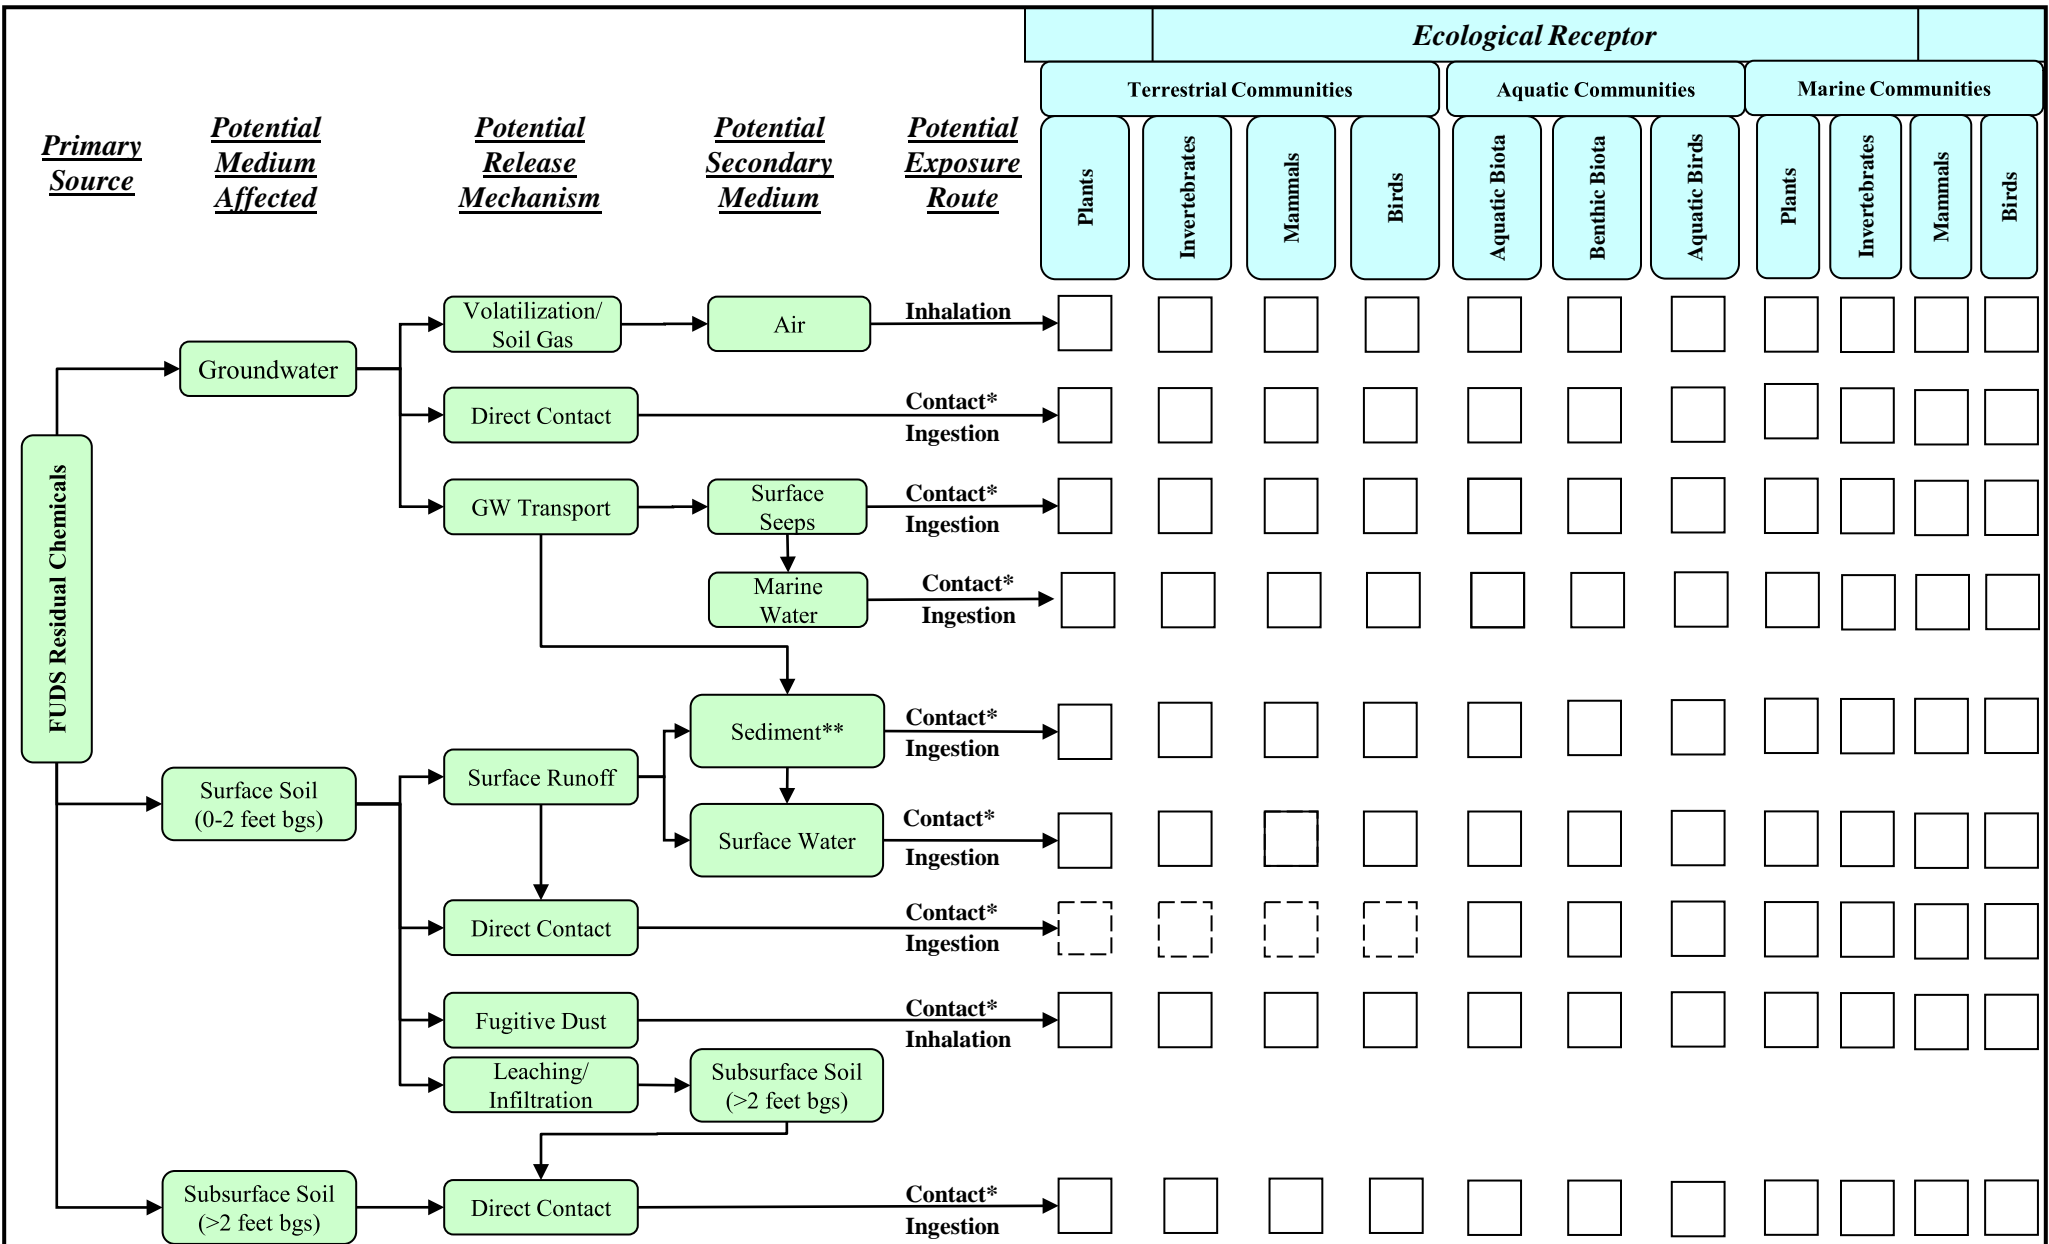 Ecological Receptor
Terrestrial Communities
Aquatic Communities
Marine Communities
Primary
Source
Potential
Medium
Affected
Potential
Release
Mechanism
Potential
Secondary
Medium
Potential
Exposure
Route
Plants
Invertebrates
Mammals
Birds
Aquatic Biota
Benthic Biota
Aquatic Birds
Plants
Invertebrates
Mammals
Birds
FUDS Residual Chemicals
Groundwater
Volatilization/
Soil Gas
Air
Inhalation
Direct Contact
Contact*
Ingestion
GW Transport
Surface
Seeps
Contact*
Ingestion
Marine
Water
Contact*
Ingestion
Surface Soil
(0-2 feet bgs)
Surface Runoff
Sediment**
Contact*
Ingestion
Surface Water
Contact*
Ingestion
Direct Contact
Contact*
Ingestion
Fugitive Dust
Contact*
Inhalation
Leaching/
Infiltration
Subsurface Soil
(>2 feet bgs)
Subsurface Soil
(>2 feet bgs)
Direct Contact
Contact*
Ingestion